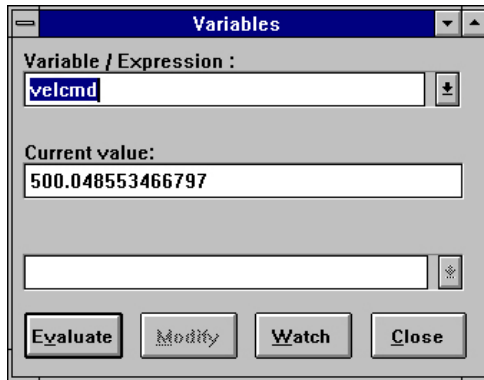 Variables
Variable / Expression :
velcmd
Current value:
500.048553466797
Evaluate Modify Watch Close